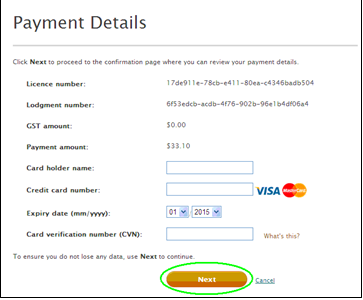 Payment Details
Click Next to proceed to the confirmation page where you can review your payment details.
Licence number: 17de911e-78cb-e411-80ea-c4346badb504
Lodgment number: 6f53edcb-acdb-4f76-902b-96e1b4df06a4
GST amount: $0.00
Payment amount: $33.10
Card holder name:
Credit card number: VISA MasterCard
Expiry date (mm/yyyy): 01 2015
Card verification number (CVN): What's this?
To ensure you do not lose any data, use Next to continue.
Next Cancel